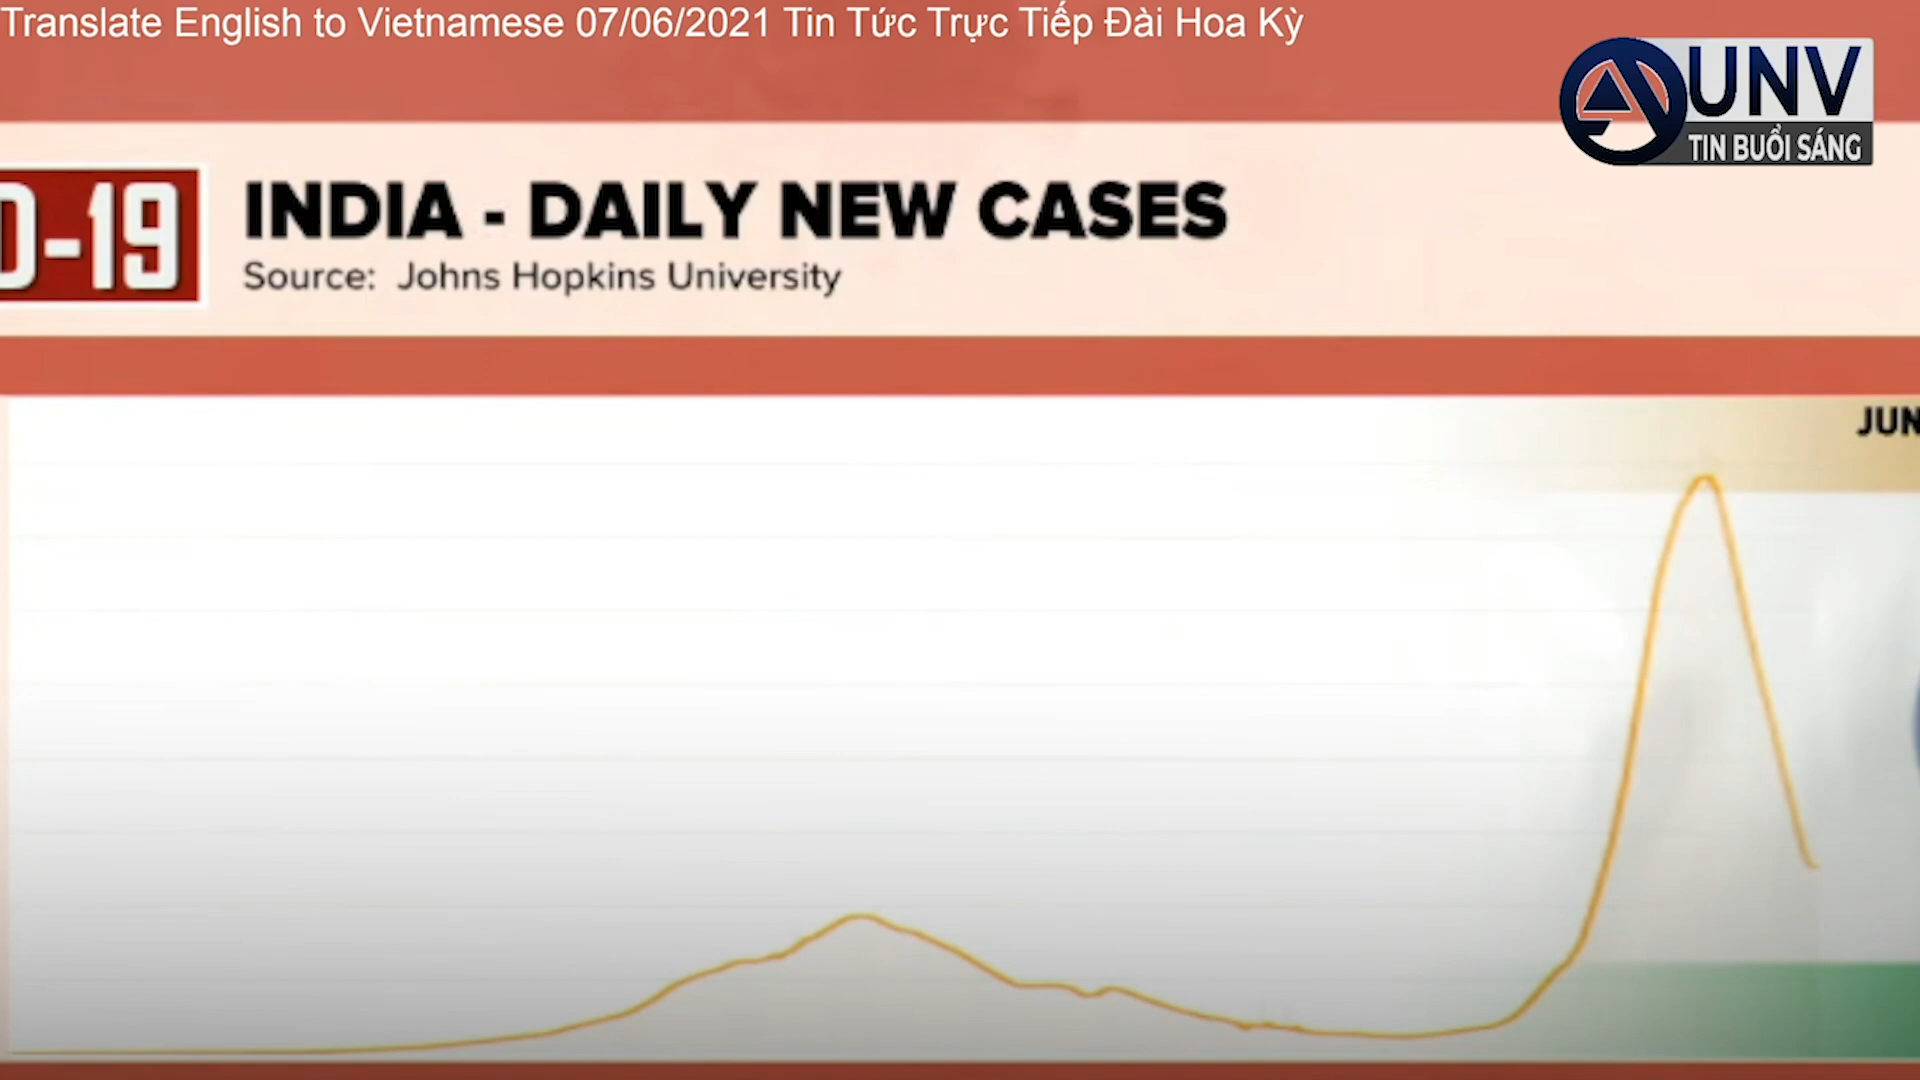 Translate English to Vietnamese 07/06/2021 Tin Tức Trực Tiếp Đài Hoa Kỳ
UNV
TIN BUỔI SÁNG
D-19
INDIA - DAILY NEW CASES
Source: Johns Hopkins University
JUN